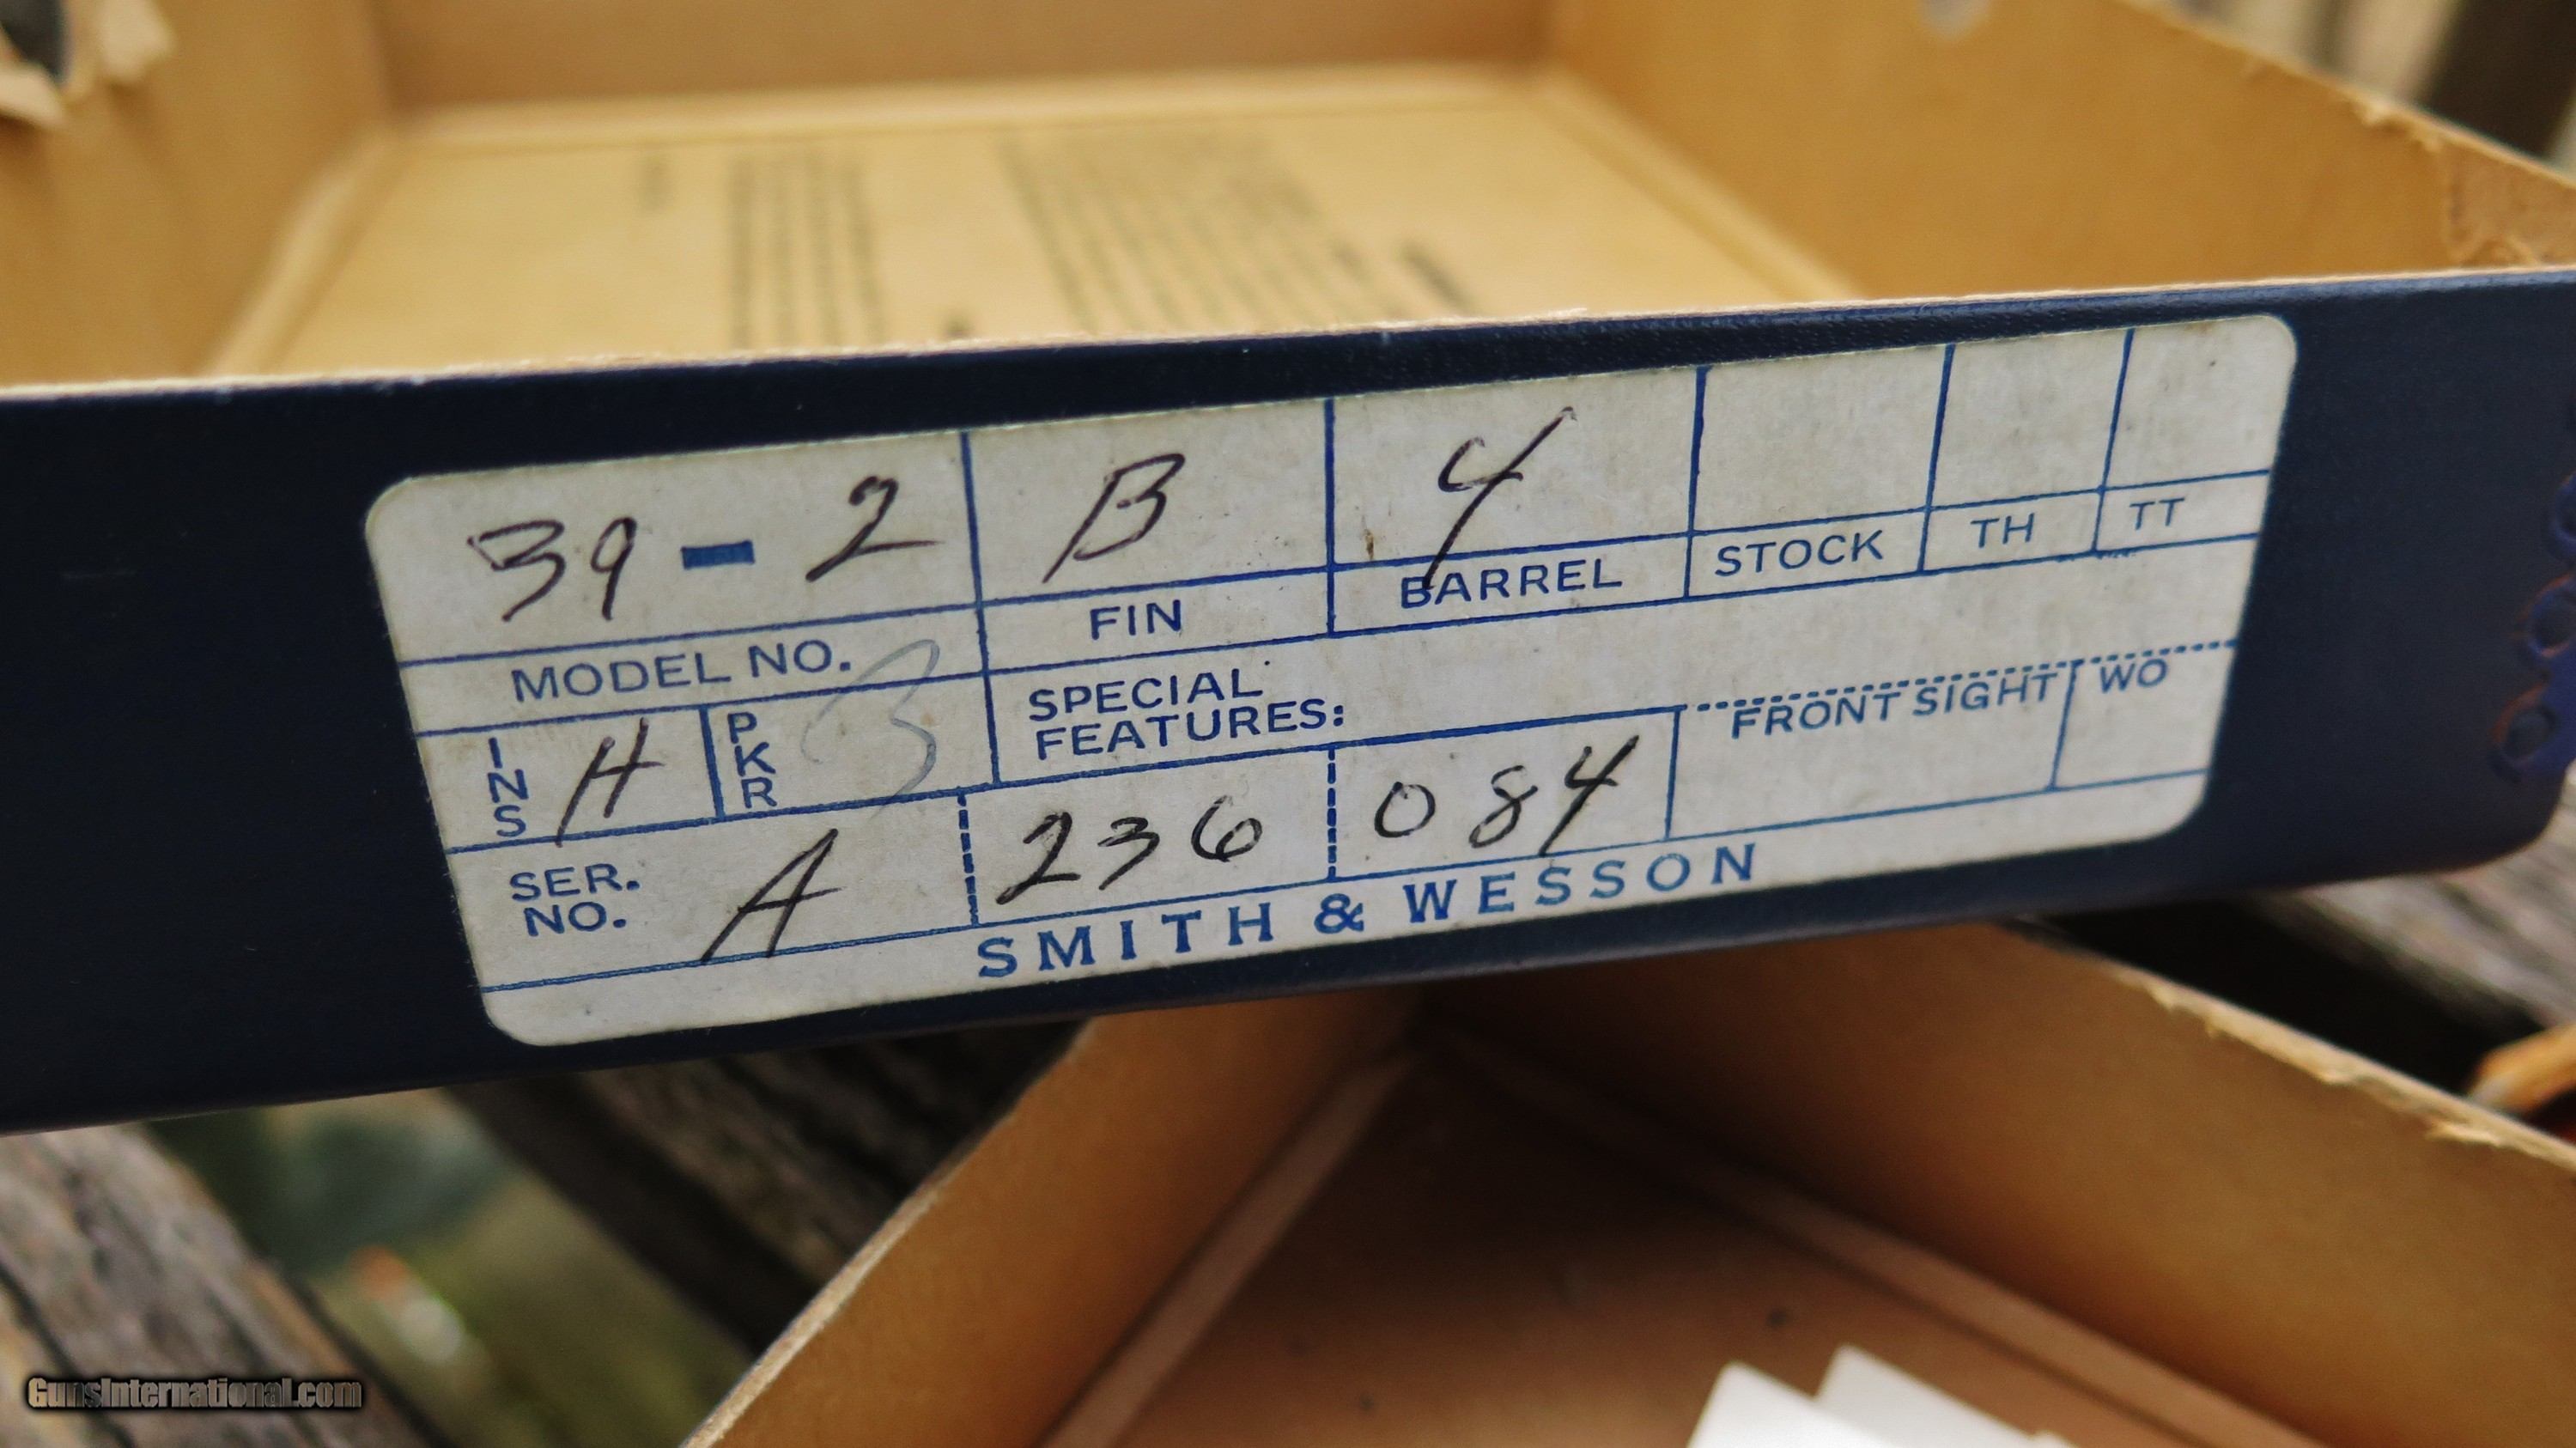 39 - 2 B 4
MODEL NO. FIN BARREL STOCK TH TT
INS H PKR 3 SPECIAL FEATURES: FRONT SIGHT WO
SER. NO. A 236 084
SMITH & WESSON
GunsInternational.com